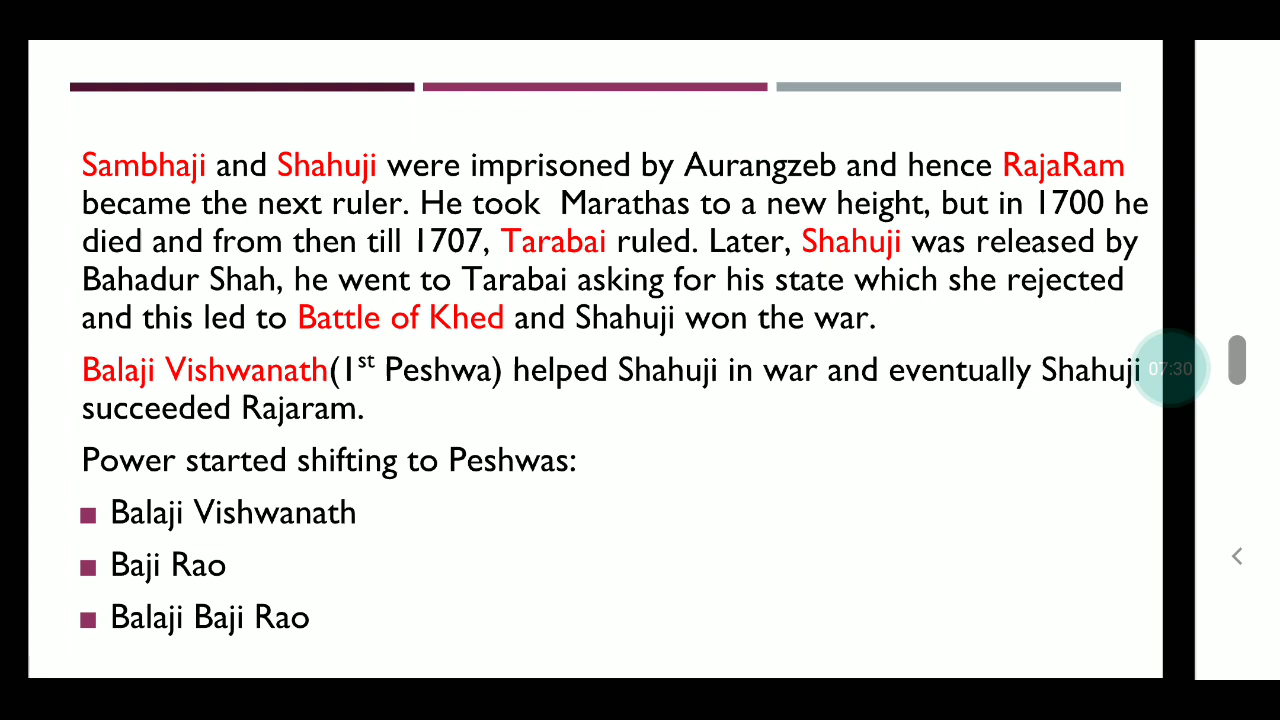 Sambhaji and Shahuji were imprisoned by Aurangzeb and hence RajaRam
became the next ruler. He took  Marathas to a new height, but in 1700 he
died and from then till 1707, Tarabai ruled. Later, Shahuji was released by
Bahadur Shah, he went to Tarabai asking for his state which she rejected
and this led to Battle of Khed and Shahuji won the war.
Balaji Vishwanath(1st Peshwa) helped Shahuji in war and eventually Shahuji
succeeded Rajaram.
Power started shifting to Peshwas:
■ Balaji Vishwanath
■ Baji Rao
■ Balaji Baji Rao
07:30